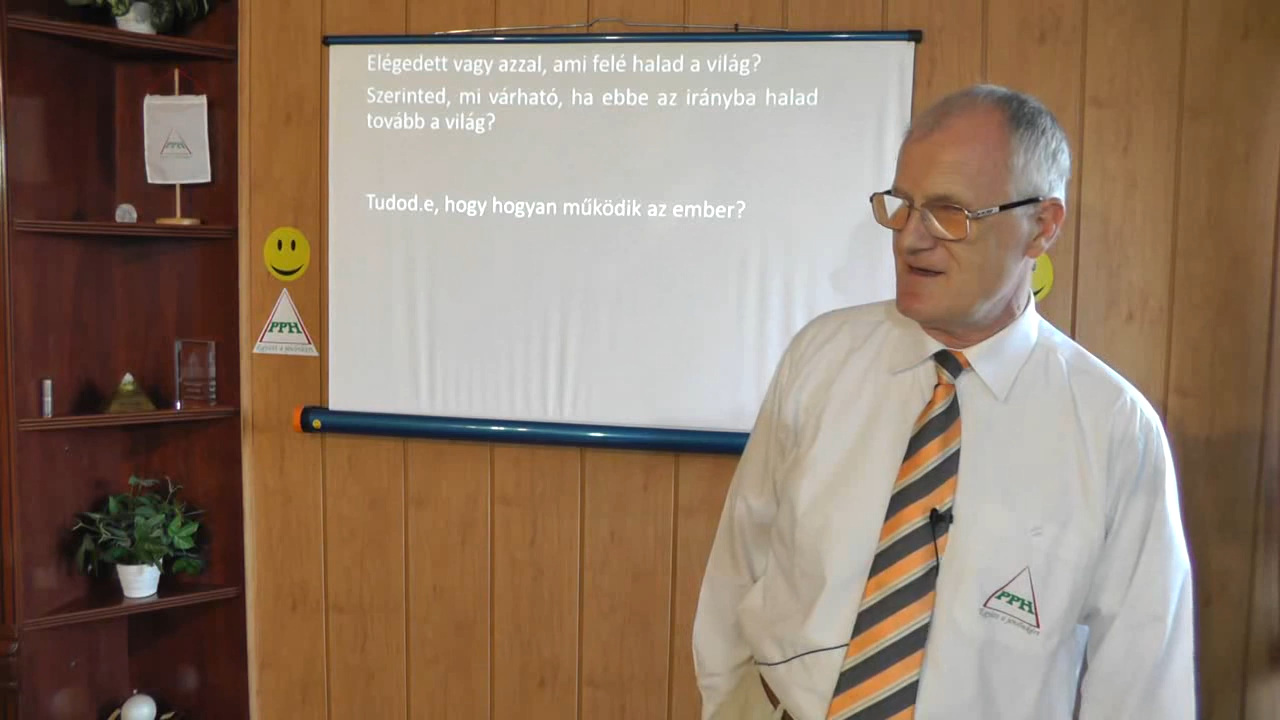 Elégedett vagy azzal, ami felé halad a világ?
Szerinted, mi várható, ha ebbe az irányba halad
tovább a világ?
Tudod.e, hogy hogyan működik az ember?
PPH
PPH